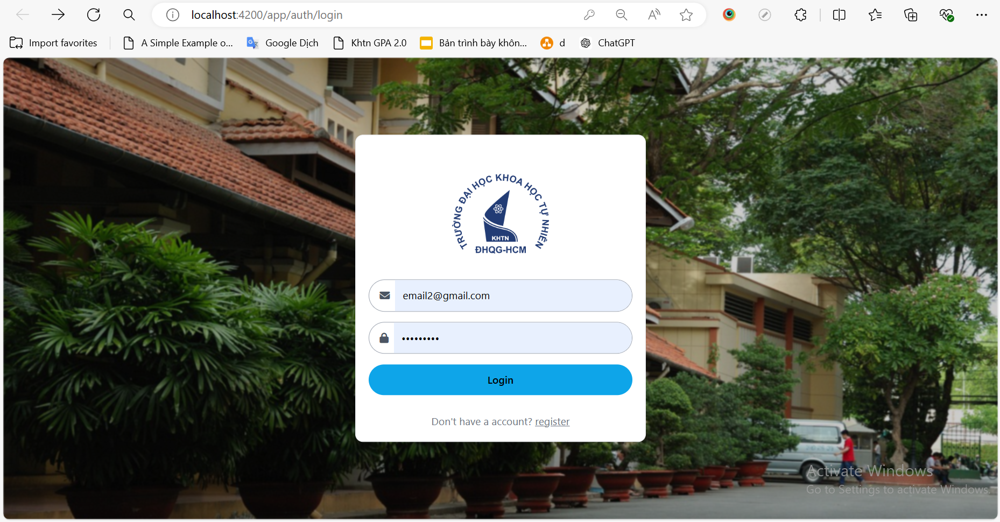 localhost:4200/app/auth/login
Import favorites
A Simple Example o...
Google Dịch
Khtn GPA 2.0
Bản trình bày khôn...
d
ChatGPT
TRƯỜNG ĐẠI HỌC KHOA HỌC TỰ NHIÊN
KHTN
ĐHQG-HCM
email2@gmail.com
•••••••••
Login
Don't have a account? register
Activate Windows
Go to Settings to activate Windows.